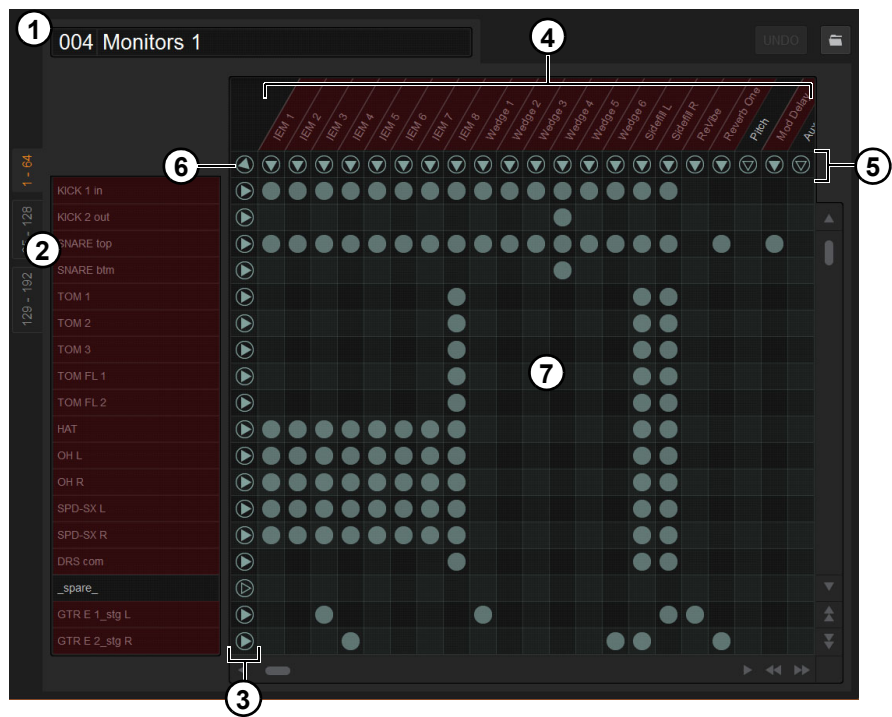 1
004 Monitors 1
4
UNDO
IEM 1
IEM 2
IEM 3
IEM 4
IEM 5
IEM 6
IEM 7
IEM 8
Wedge 1
Wedge 2
Wedge 3
Wedge 4
Wedge 5
Wedge 6
Sidefil L
Sidefil R
ReVibe
Reverb One
Pitch
Mod Delay
6
5
1 - 64
- 128
2
129 - 192
KICK 1 in
KICK 2 out
SNARE top
SNARE btm
TOM 1
TOM 2
TOM 3
7
TOM FL 1
TOM FL 2
HAT
OH L
OH R
SPD-SX L
SPD-SX R
DRS com
_spare_
GTR E 1_stg L
GTR E 2_stg R
3